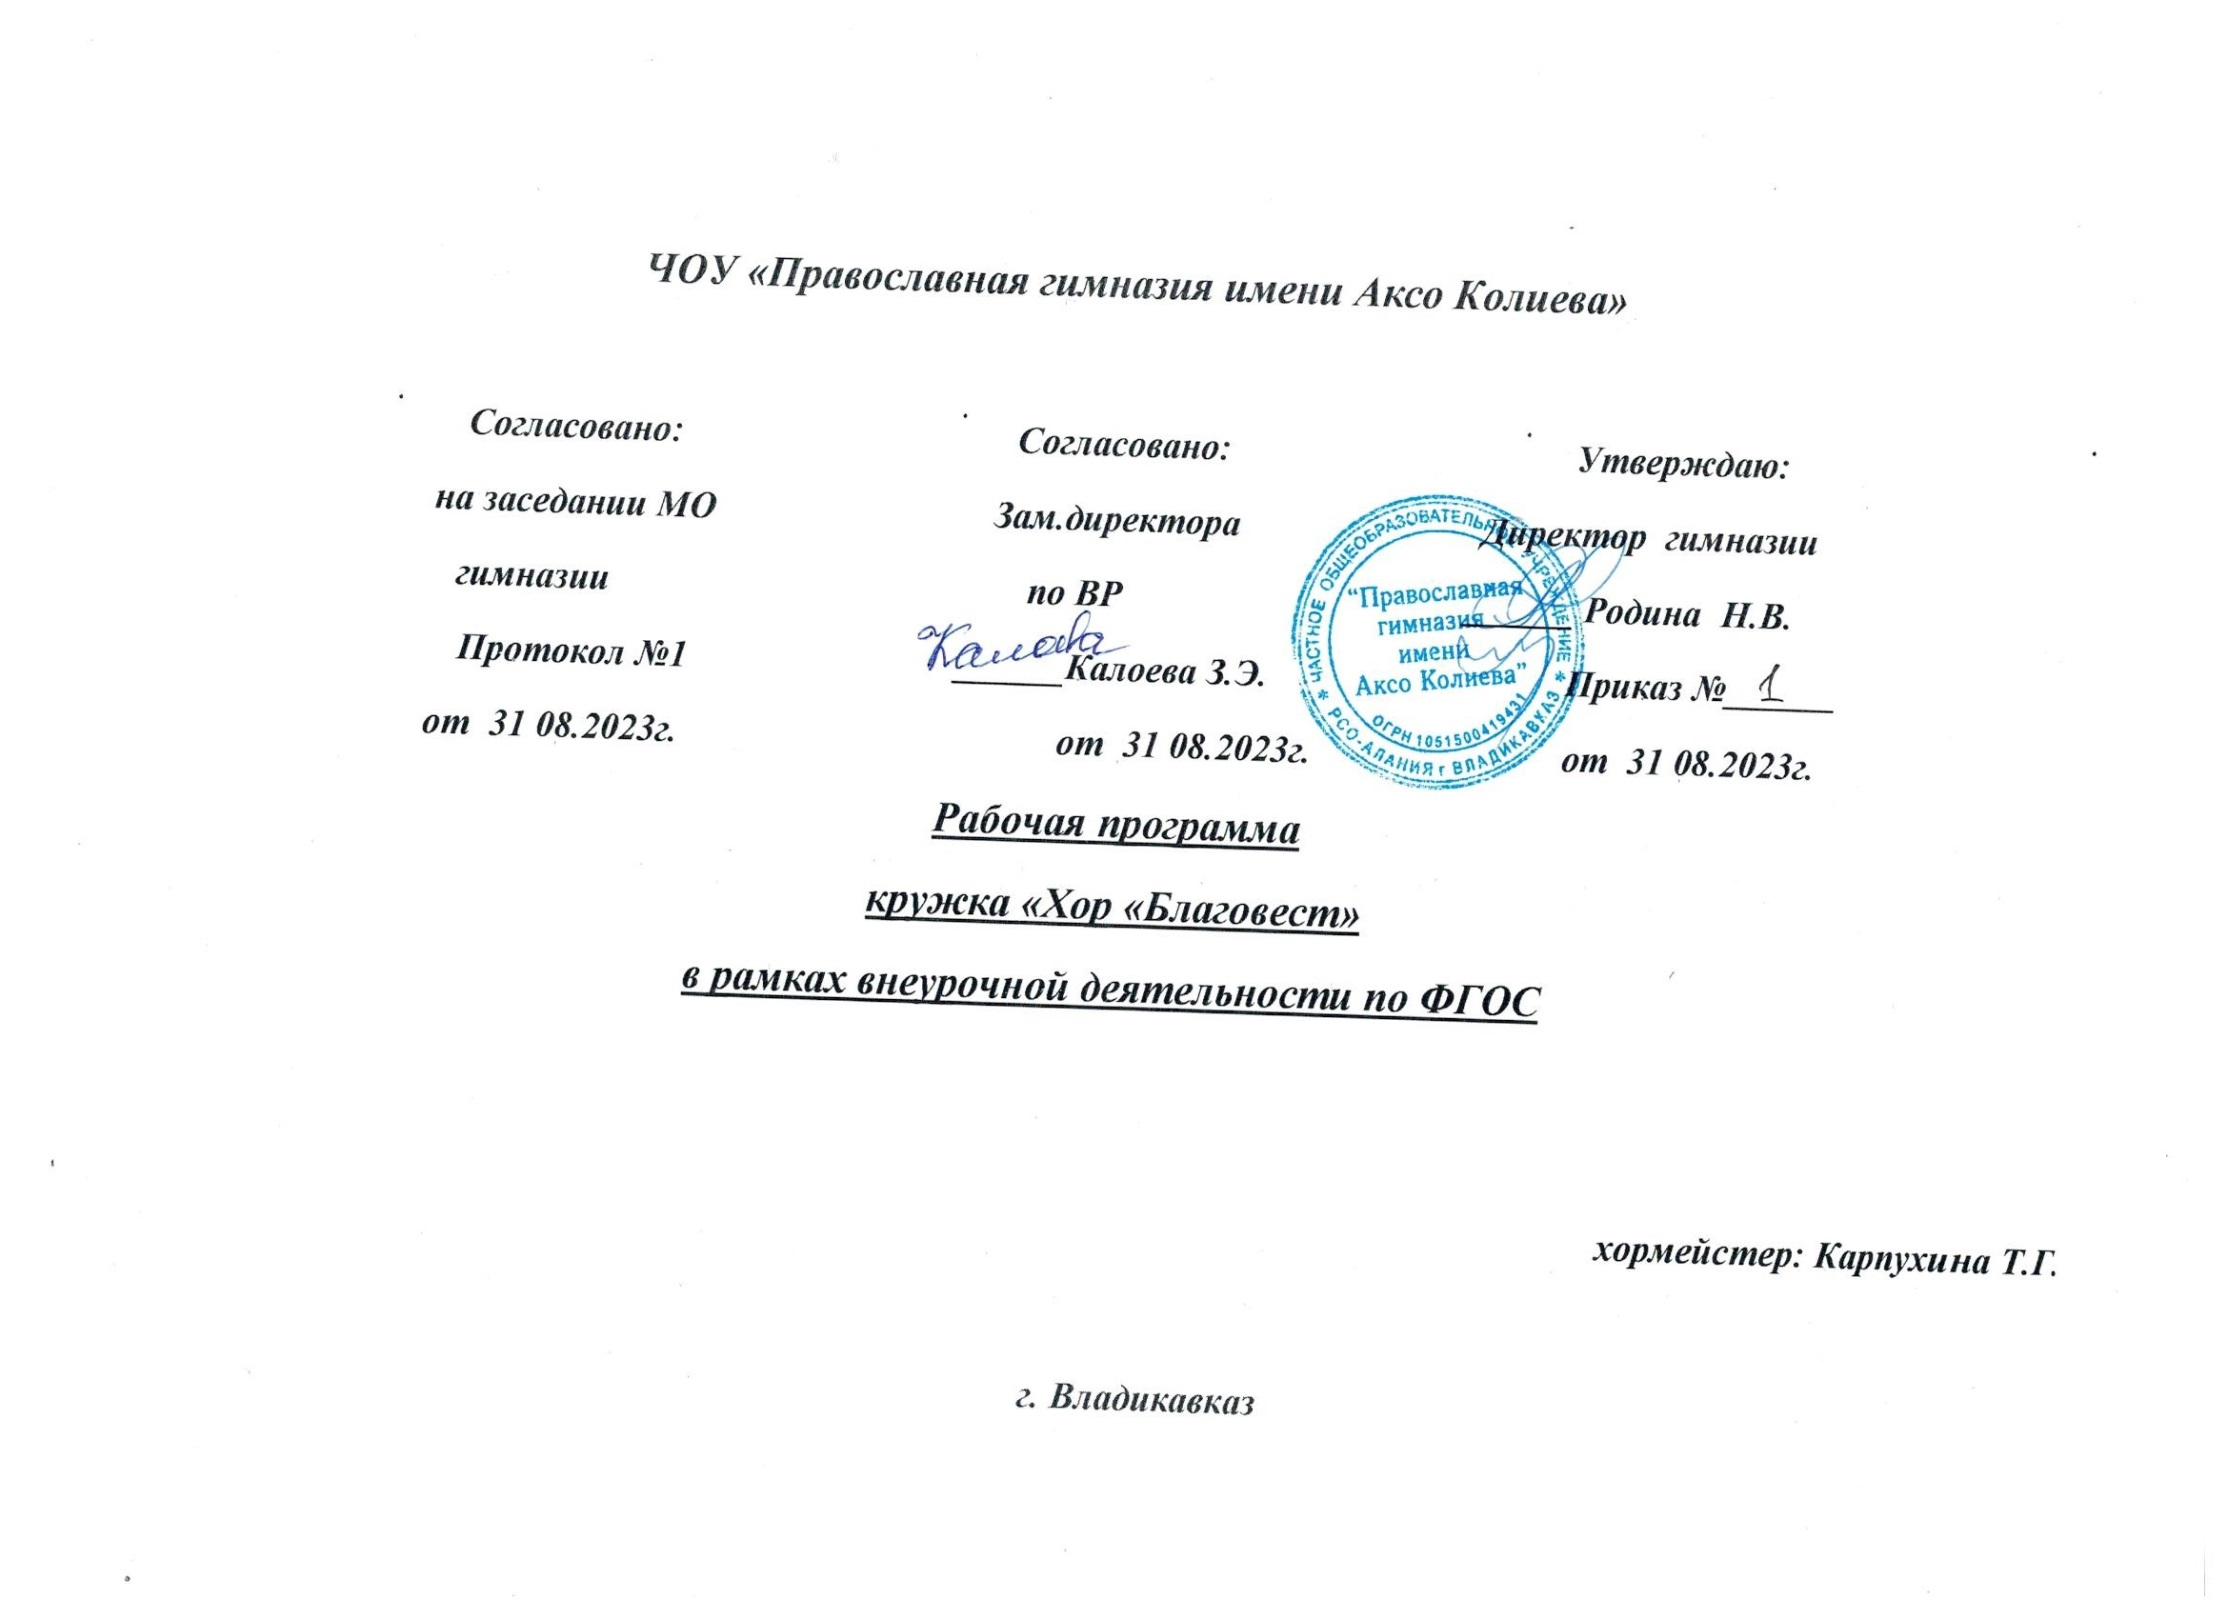 ЧОУ «Православная гимназия имени Аксо Колиева»
Согласовано:
на заседании МО
гимназии
Протокол №1
от 31 08.2023г.
Согласовано:
Зам.директора
по ВР
Калоева
______Калоева З.Э.
от 31 08.2023г.
Утверждаю:
Директор гимназии
______Родина Н.В.
Приказ № 1
от 31 08.2023г.
ЧАСТНОЕ ОБЩЕОБРАЗОВАТЕЛЬНОЕ УЧРЕЖДЕНИЕ
* РСО-АЛАНИЯ г ВЛАДИКАВКАЗ *
ОГРН 1051500419431
“Православная
гимназия
имени
Аксо Колиева”
Рабочая программа
кружка «Хор «Благовест»
в рамках внеурочной деятельности по ФГОС
хормейстер: Карпухина Т.Г.
г. Владикавказ